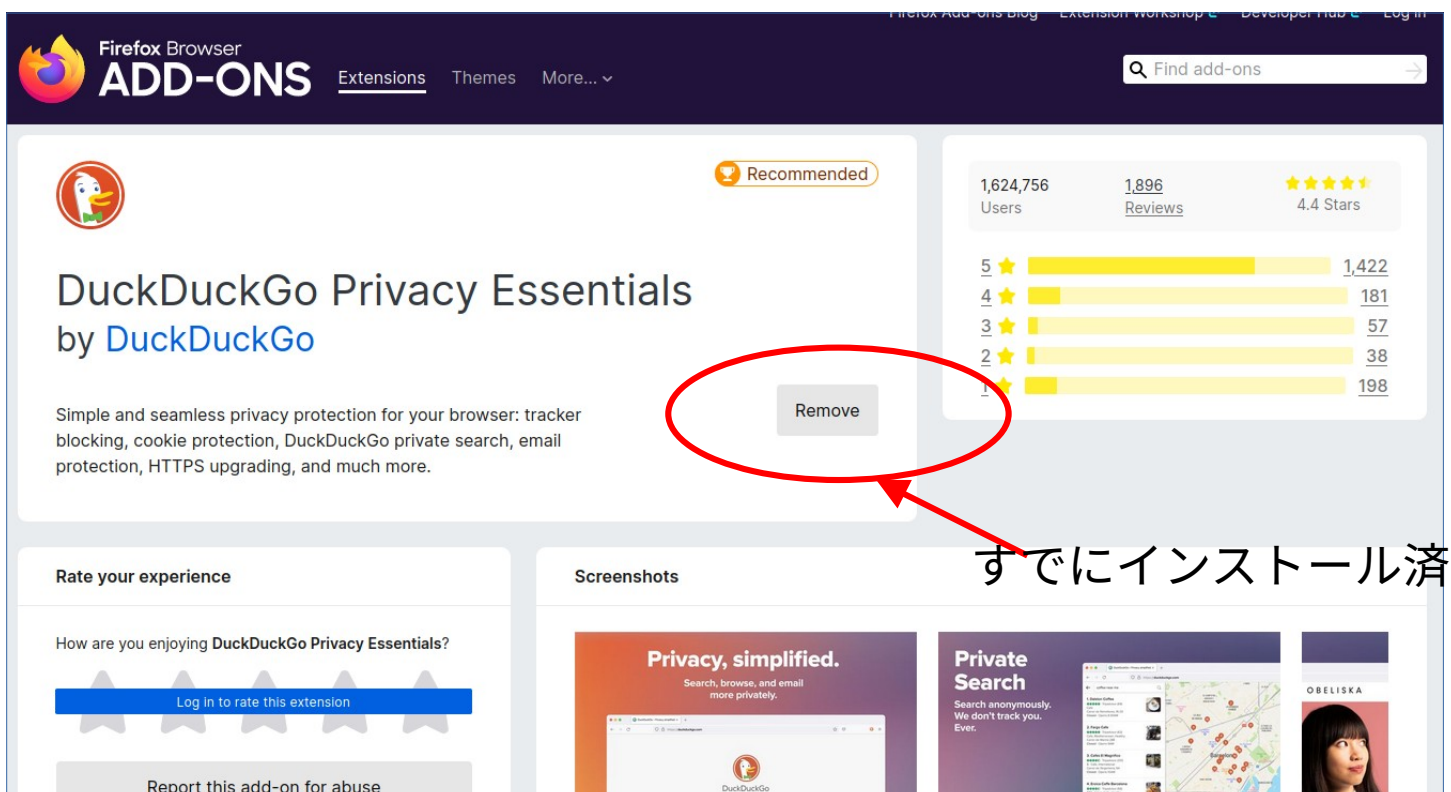 Firefox Add-ons Blog Extension Workshop Developer Hub Log in
Firefox Browser
ADD-ONS
Extensions Themes More...
Find add-ons
Recommended
DuckDuckGo Privacy Essentials
by DuckDuckGo
Simple and seamless privacy protection for your browser: tracker
blocking, cookie protection, DuckDuckGo private search, email
protection, HTTPS upgrading, and much more.
Remove
1,624,756
Users
1,896
Reviews
4.4 Stars
5 1,422
4 181
3 57
2 38
1 198
すでにインストール済
Rate your experience
How are you enjoying DuckDuckGo Privacy Essentials?
Log in to rate this extension
Report this add-on for abuse
Screenshots
Privacy, simplified.
Search, browse, and email
more privately.
DuckDuckGo
Private
Search
Search anonymously.
We don't track you.
Ever.
Barcelona
OBELISKA